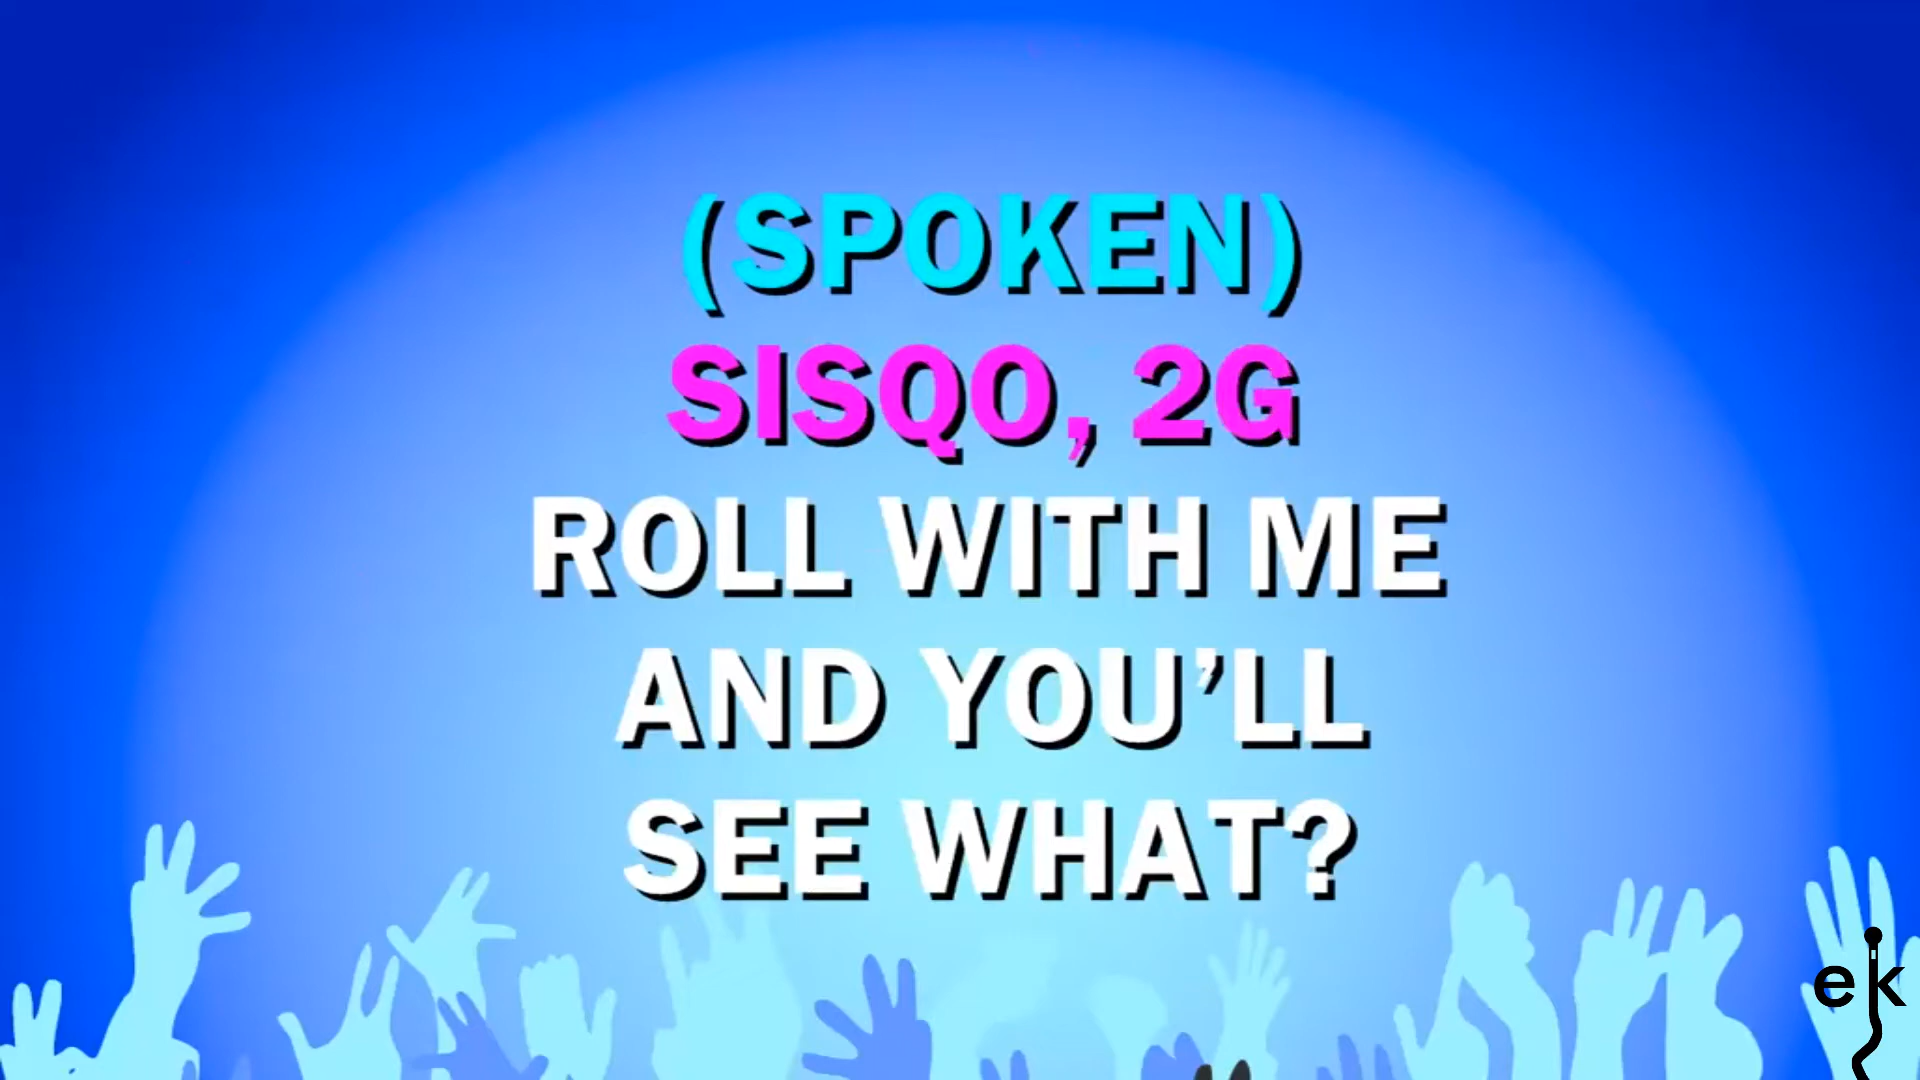 (SPOKEN)
SISQO, 2G
ROLL WITH ME
AND YOU’LL
SEE WHAT?
ek